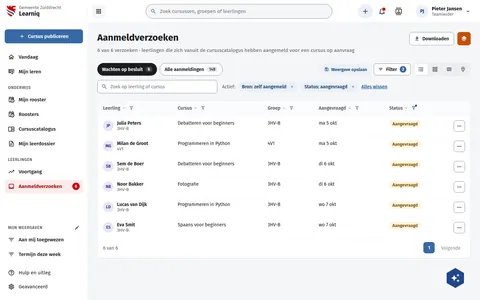 Gemeente Zuiddrecht
Learniq
Zoek cursussen, groepen of leerlingen
PJ
Pieter Jansen
Teamleider
+ Cursus publiceren
Vandaag
Mijn leren
ONDERWIJS
Mijn rooster
Roosters
Cursuscatalogus
Mijn leerdossier
LEERLINGEN
Voortgang
Aanmeldverzoeken 6
MIJN WEERGAVEN
Aan mij toegewezen
Termijn deze week
Hulp en uitleg
Geavanceerd
Aanmeldverzoeken
6 van 6 verzoeken · leerlingen die zich vanuit de cursuscatalogus hebben aangemeld voor een cursus op aanvraag
Downloaden
Wachten op besluit 6
Alle aanmeldingen
Weergave opslaan
Filter 2
Zoek op leerling of cursus
Actief:
Bron: zelf aangemeld
Status: aangevraagd
Alles wissen
Leerling Cursus Groep Aangevraagd Status
JP Julia Peters 3HV-B Debatteren voor beginners 3HV-B ma 5 okt Aangevraagd
MG Milan de Groot 4V1 Programmeren in Python 4V1 ma 5 okt Aangevraagd
SB Sem de Boer 3HV-B Debatteren voor beginners 3HV-B di 6 okt Aangevraagd
NB Noor Bakker 3HV-B Fotografie 3HV-B di 6 okt Aangevraagd
LD Lucas van Dijk 3HV-B Programmeren in Python 3HV-B wo 7 okt Aangevraagd
ES Eva Smit 3HV-B Spaans voor beginners 3HV-B wo 7 okt Aangevraagd
6 van 6
1
Volgende